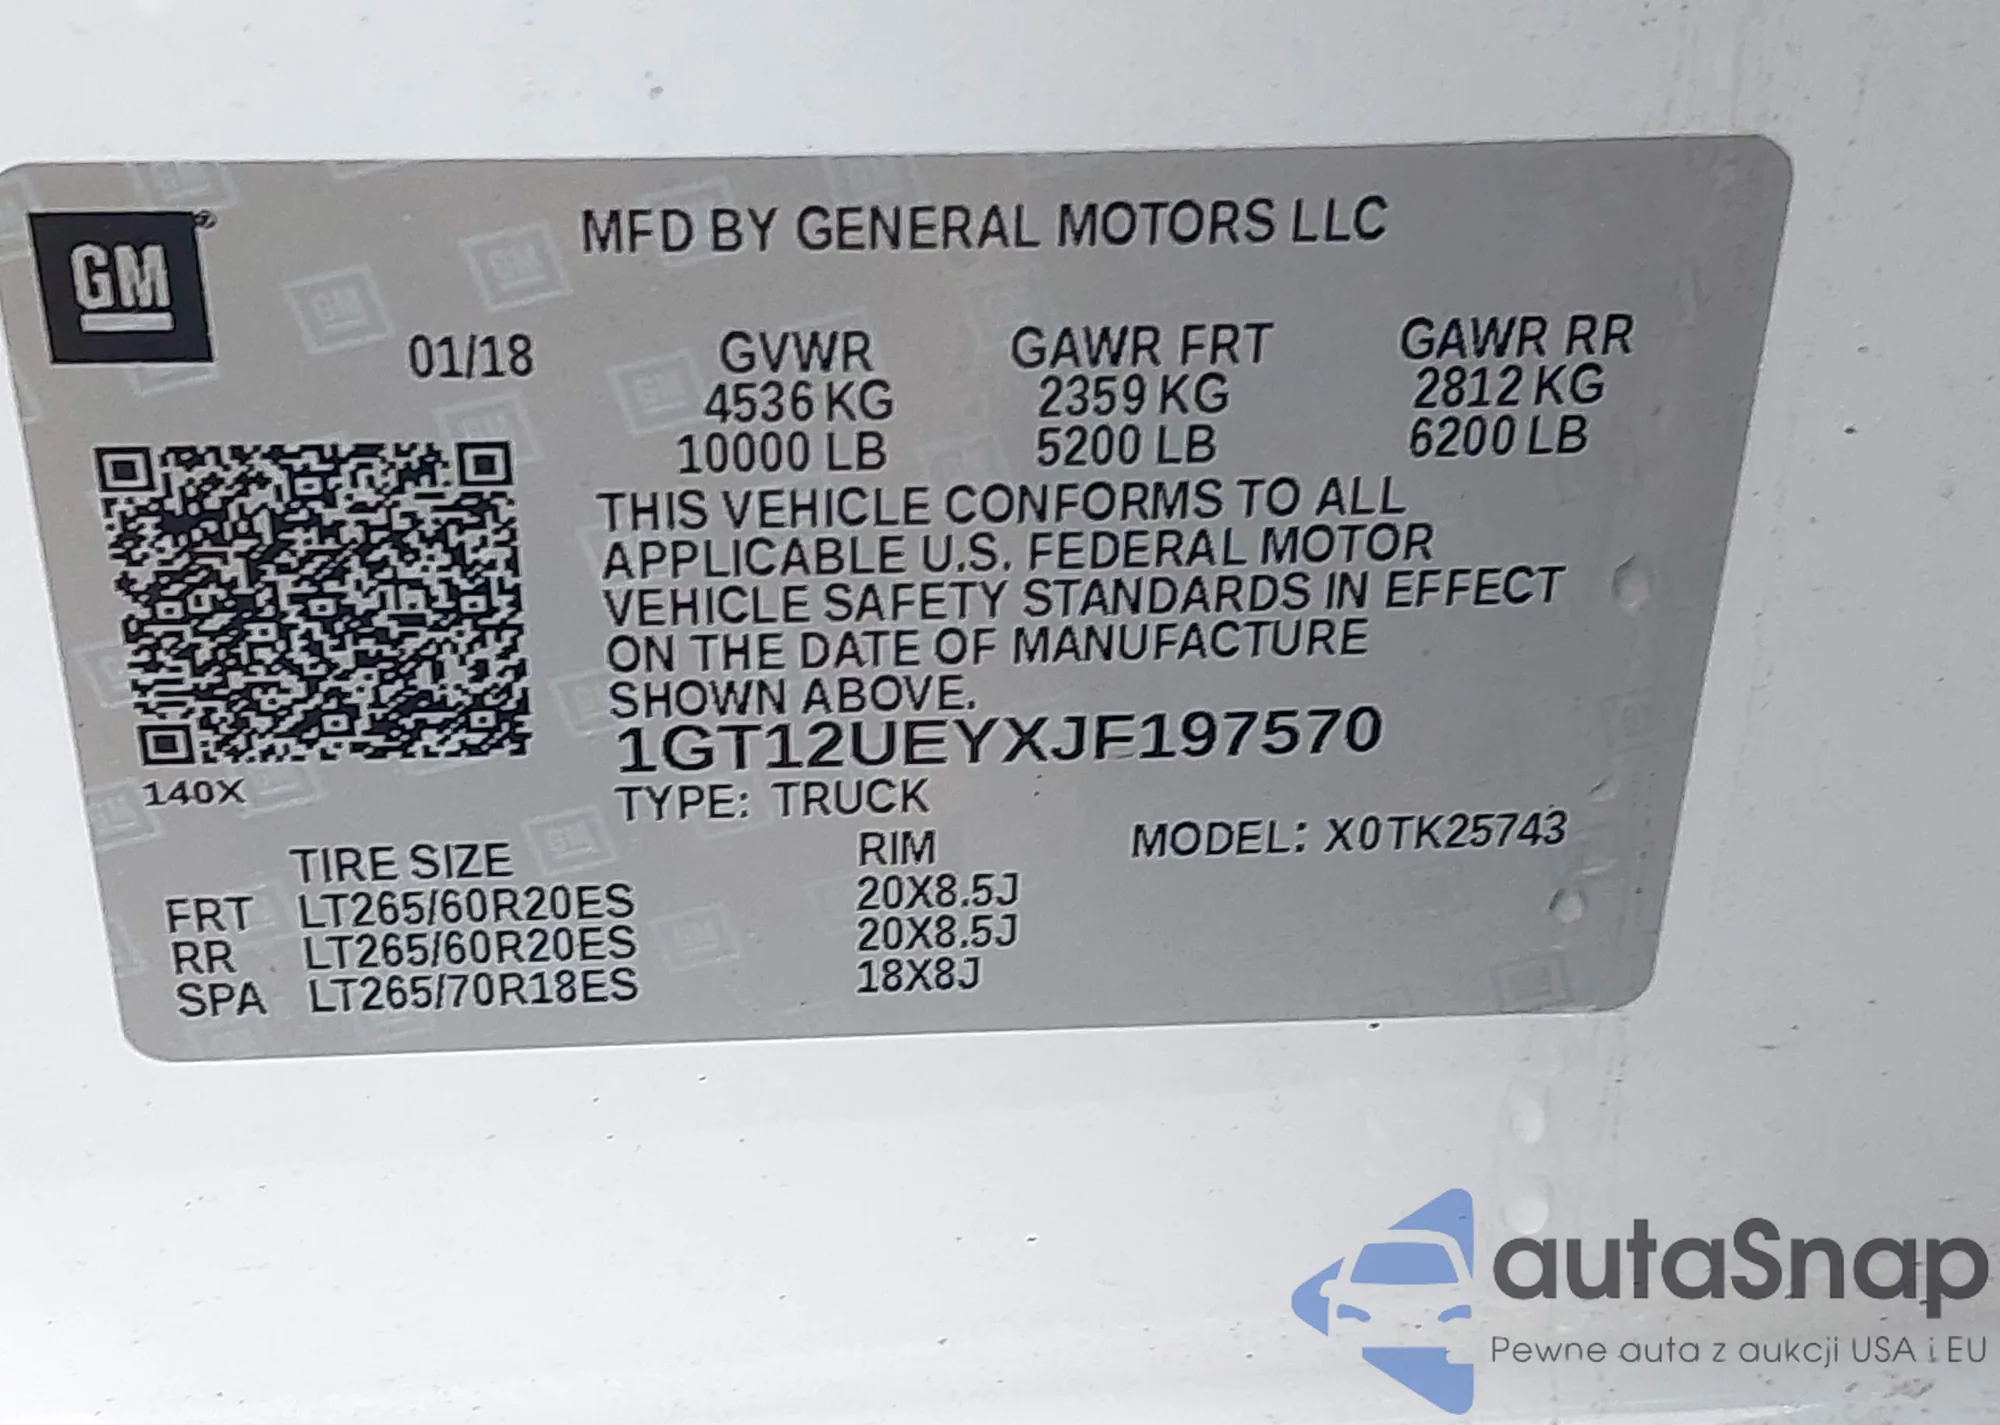 GM
MFD BY GENERAL MOTORS LLC
01/18
GVWR GAWR FRT GAWR RR
4536 KG 2359 KG 2812 KG
10000 LB 5200 LB 6200 LB
THIS VEHICLE CONFORMS TO ALL
APPLICABLE U.S. FEDERAL MOTOR
VEHICLE SAFETY STANDARDS IN EFFECT
ON THE DATE OF MANUFACTURE
SHOWN ABOVE.
1GT12UEYXJF197570
140X
TYPE: TRUCK
MODEL: X0TK25743
TIRE SIZE RIM
FRT LT265/60R20ES 20X8.5J
RR LT265/60R20ES 20X8.5J
SPA LT265/70R18ES 18X8J
autaSnap
Pewne auta z aukcji USA i EU